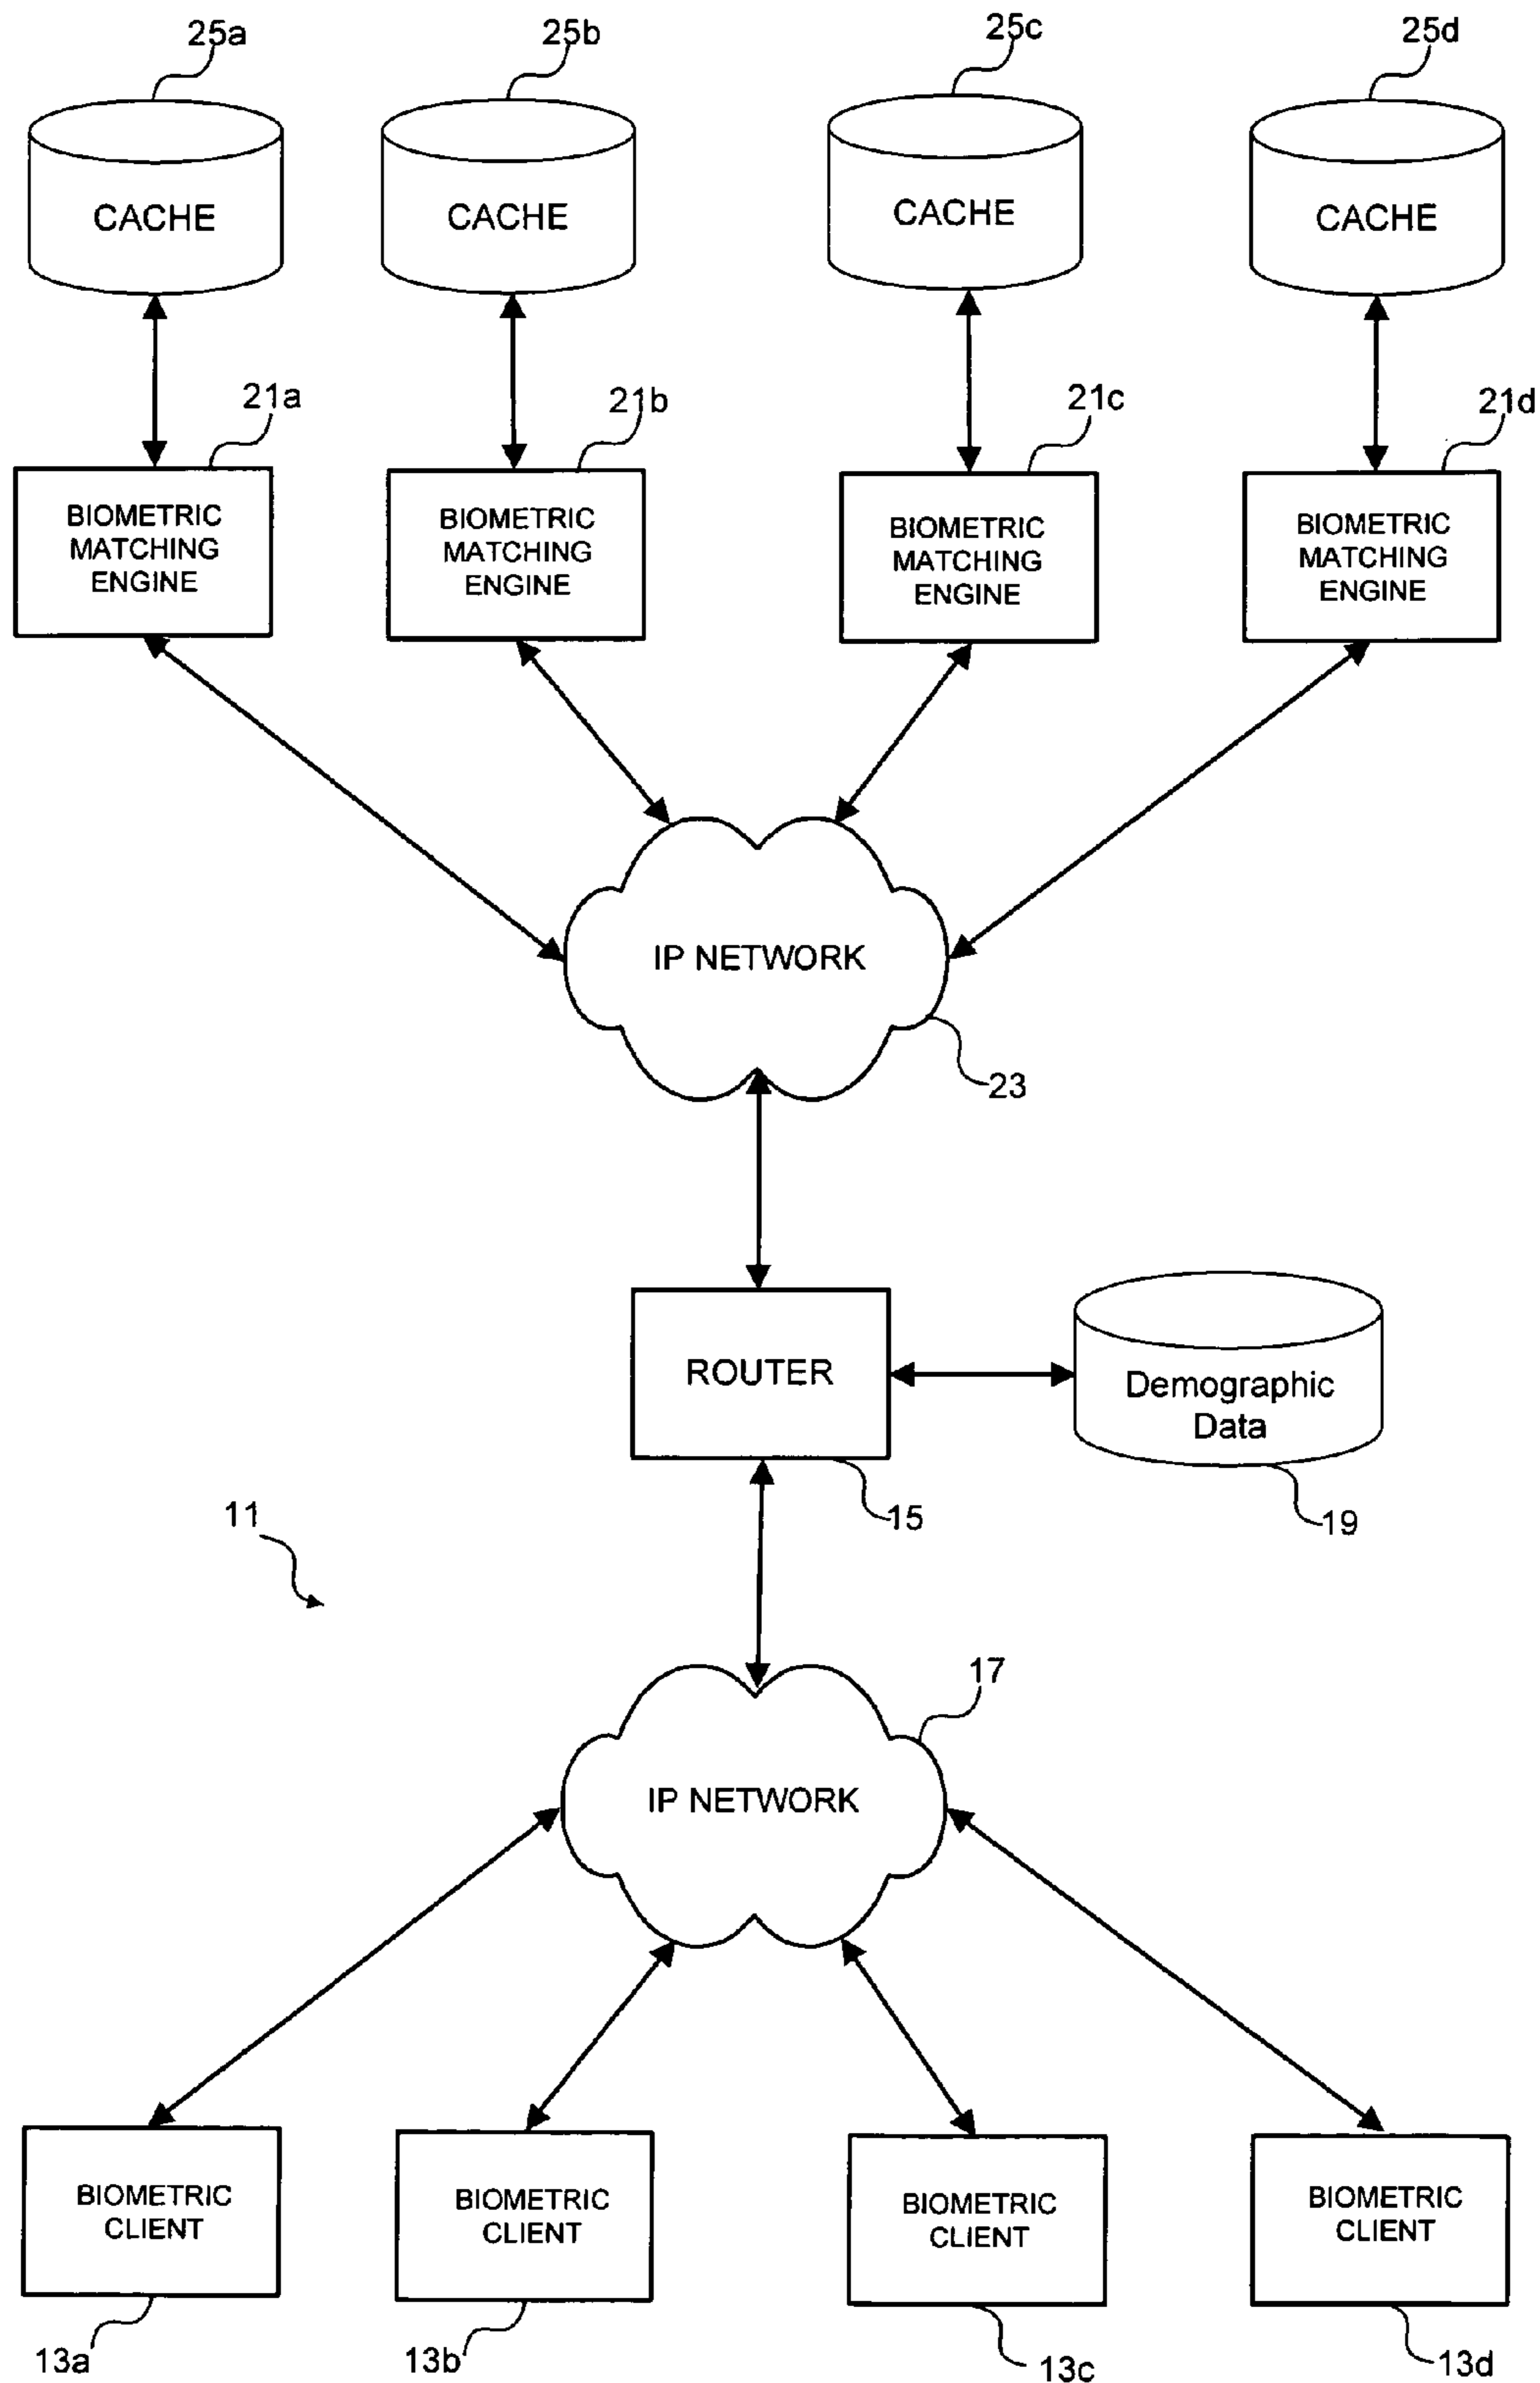 25a
25b
25c
25d
CACHE
CACHE
CACHE
CACHE
21a
21b
21c
21d
BIOMETRIC
MATCHING
ENGINE
BIOMETRIC
MATCHING
ENGINE
BIOMETRIC
MATCHING
ENGINE
BIOMETRIC
MATCHING
ENGINE
IP NETWORK
23
ROUTER
Demographic
Data
15
19
11
17
IP NETWORK
BIOMETRIC
CLIENT
BIOMETRIC
CLIENT
BIOMETRIC
CLIENT
BIOMETRIC
CLIENT
13a
13b
13c
13d